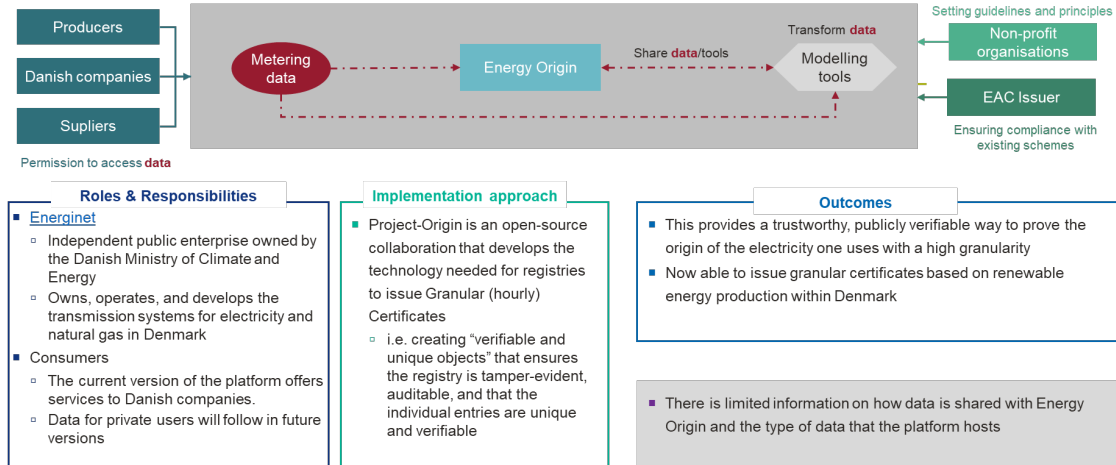 Setting guidelines and principles
Producers
Danish companies
Supliers
Permission to access data
Metering
data
Energy Origin
Share data/tools
Transform data
Modelling
tools
Non-profit
organisations
EAC Issuer
Ensuring compliance with
existing schemes
Roles & Responsibilities
Energinet
Independent public enterprise owned by
the Danish Ministry of Climate and
Energy
Owns, operates, and develops the
transmission systems for electricity and
natural gas in Denmark
Consumers
The current version of the platform offers
services to Danish companies.
Data for private users will follow in future
versions
Implementation approach
Project-Origin is an open-source
collaboration that develops the
technology needed for registries
to issue Granular (hourly)
Certificates
i.e. creating “verifiable and
unique objects” that ensures
the registry is tamper-evident,
auditable, and that the
individual entries are unique
and verifiable
Outcomes
This provides a trustworthy, publicly verifiable way to prove the
origin of the electricity one uses with a high granularity
Now able to issue granular certificates based on renewable
energy production within Denmark
There is limited information on how data is shared with Energy
Origin and the type of data that the platform hosts